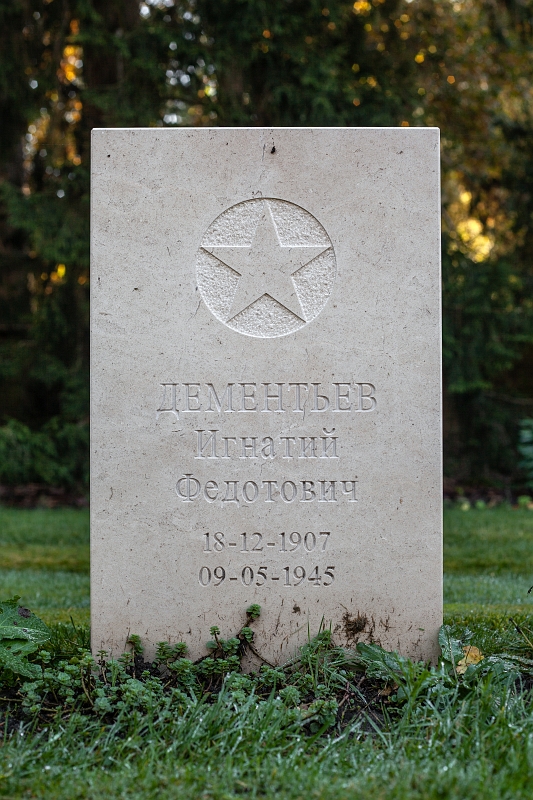 ДЕМЕНТЬЕВ
Игнатий
Федотович
18-12-1907
09-05-1945